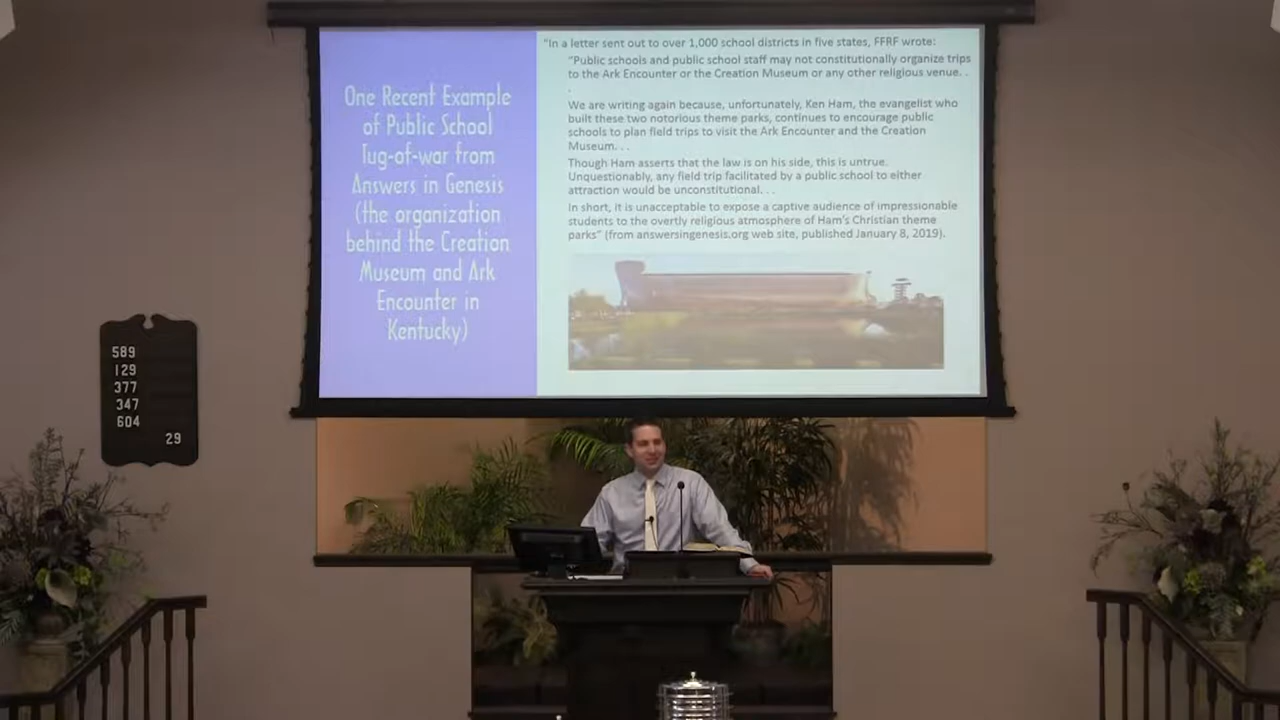 One Recent Example
of Public School
Tug-of-war from
Answers in Genesis
(the organization
behind the Creation
Museum and Ark
Encounter in
Kentucky)
"In a letter sent out to over 1,000 school districts in five states, FFRF wrote:
"Public schools and public school staff may not constitutionally organize trips
to the Ark Encounter or the Creation Museum or any other religious venue. .
.
We are writing again because, unfortunately, Ken Ham, the evangelist who
built these two notorious theme parks, continues to encourage public
schools to plan field trips to visit the Ark Encounter and the Creation
Museum. . .
Though Ham asserts that the law is on his side, this is untrue.
Unquestionably, any field trip facilitated by a public school to either
attraction would be unconstitutional. . .
In short, it is unacceptable to expose a captive audience of impressionable
students to the overtly religious atmosphere of Ham's Christian theme
parks" (from answersingenesis.org web site, published January 8, 2019).
589
129
377
347
604
29